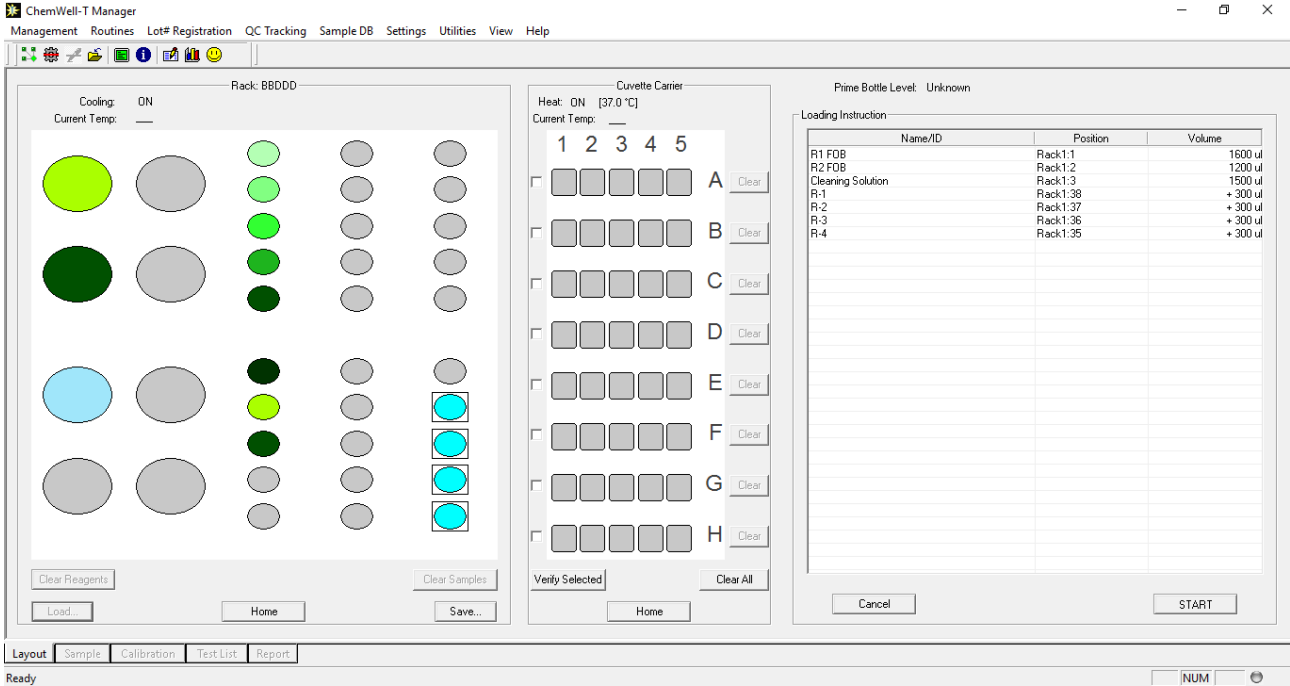 ChemWell-T Manager
Management Routines Lot# Registration QC Tracking Sample DB Settings Utilities View Help
Rack: BBDDD
Cooling: ON
Current Temp: __
Clear Reagents
Clear Samples
Load...
Home
Save...
Cuvette Carrier
Heat: ON [37.0 °C]
Current Temp: __
1 2 3 4 5
A Clear
B Clear
C Clear
D Clear
E Clear
F Clear
G Clear
H Clear
Verify Selected
Clear All
Home
Prime Bottle Level: Unknown
Loading Instruction
Name/ID Position Volume
R1 FOB Rack1:1 1600 ul
R2 FOB Rack1:2 1200 ul
Cleaning Solution Rack1:3 1500 ul
R-1 Rack1:38 + 300 ul
R-2 Rack1:37 + 300 ul
R-3 Rack1:36 + 300 ul
R-4 Rack1:35 + 300 ul
Cancel
START
Layout Sample Calibration Test List Report
Ready
NUM